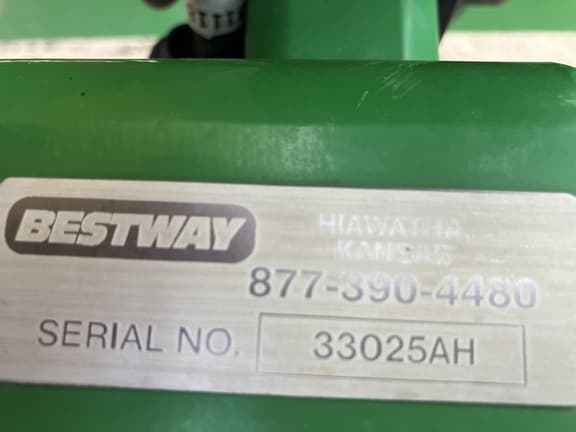 BESTWAY
HIAWATHA
KANSAS
877-390-4480
SERIAL NO. 33025AH